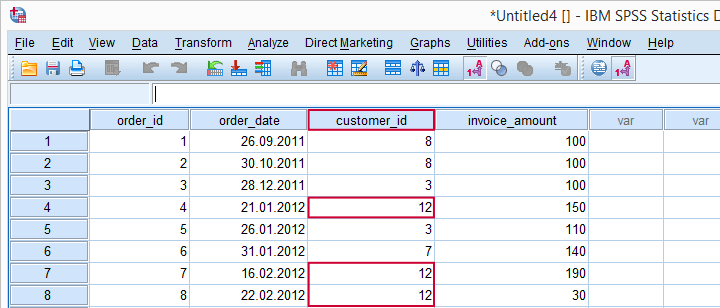 *Untitled4 [] - IBM SPSS Statistics D
File Edit View Data Transform Analyze Direct Marketing Graphs Utilities Add-ons Window Help
order_id order_date customer_id invoice_amount var var
1 1 26.09.2011 8 100
2 2 30.10.2011 8 100
3 3 28.12.2011 3 100
4 4 21.01.2012 12 150
5 5 26.01.2012 3 110
6 6 31.01.2012 7 140
7 7 16.02.2012 12 190
8 8 22.02.2012 12 30